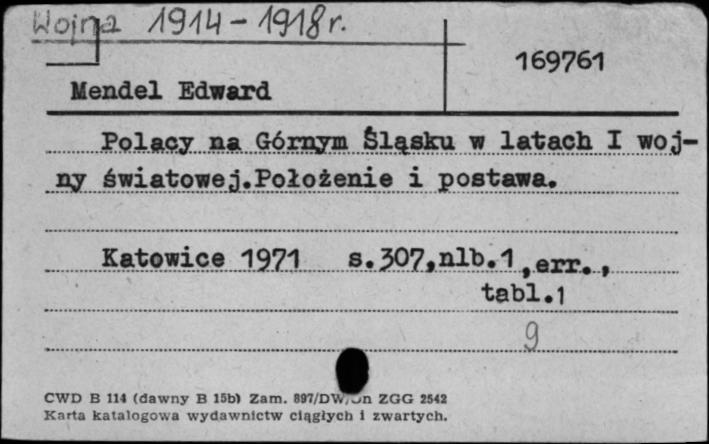 Wojna 1914-1918 r.
169761
Mendel Edward
Polacy na Górnym Śląsku w latach I woj-
ny światowej.Położenie i postawa.
Katowice 1971 s.307,nlb.1,err.,
tabl.1
9
CWD B 114 (dawny B 15b) Zam. 897/DW/Jn ZGG 2542
Karta katalogowa wydawnictw ciągłych i zwartych.